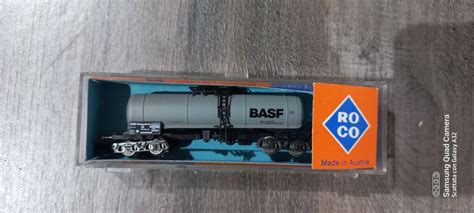 BASF
RO
CO
Made in Austria
Samsung Quad Camera
Scattata con Galaxy A32